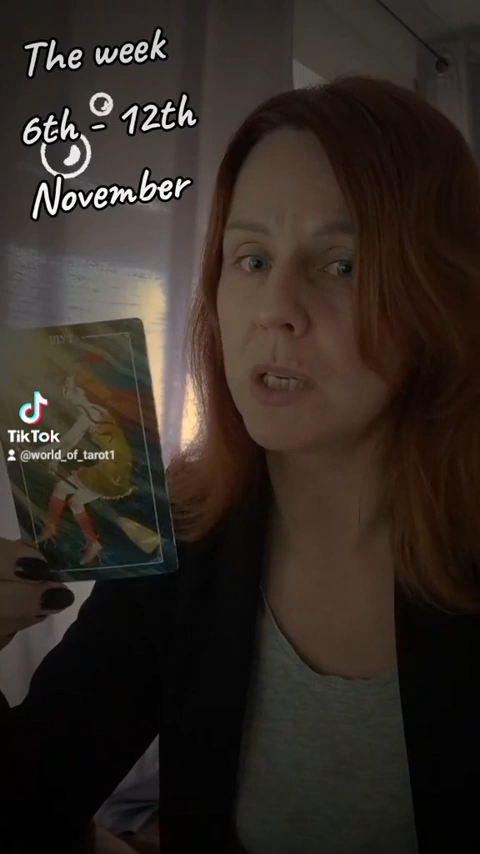 The week
6th - 12th
November
TikTok
@world_of_tarot1